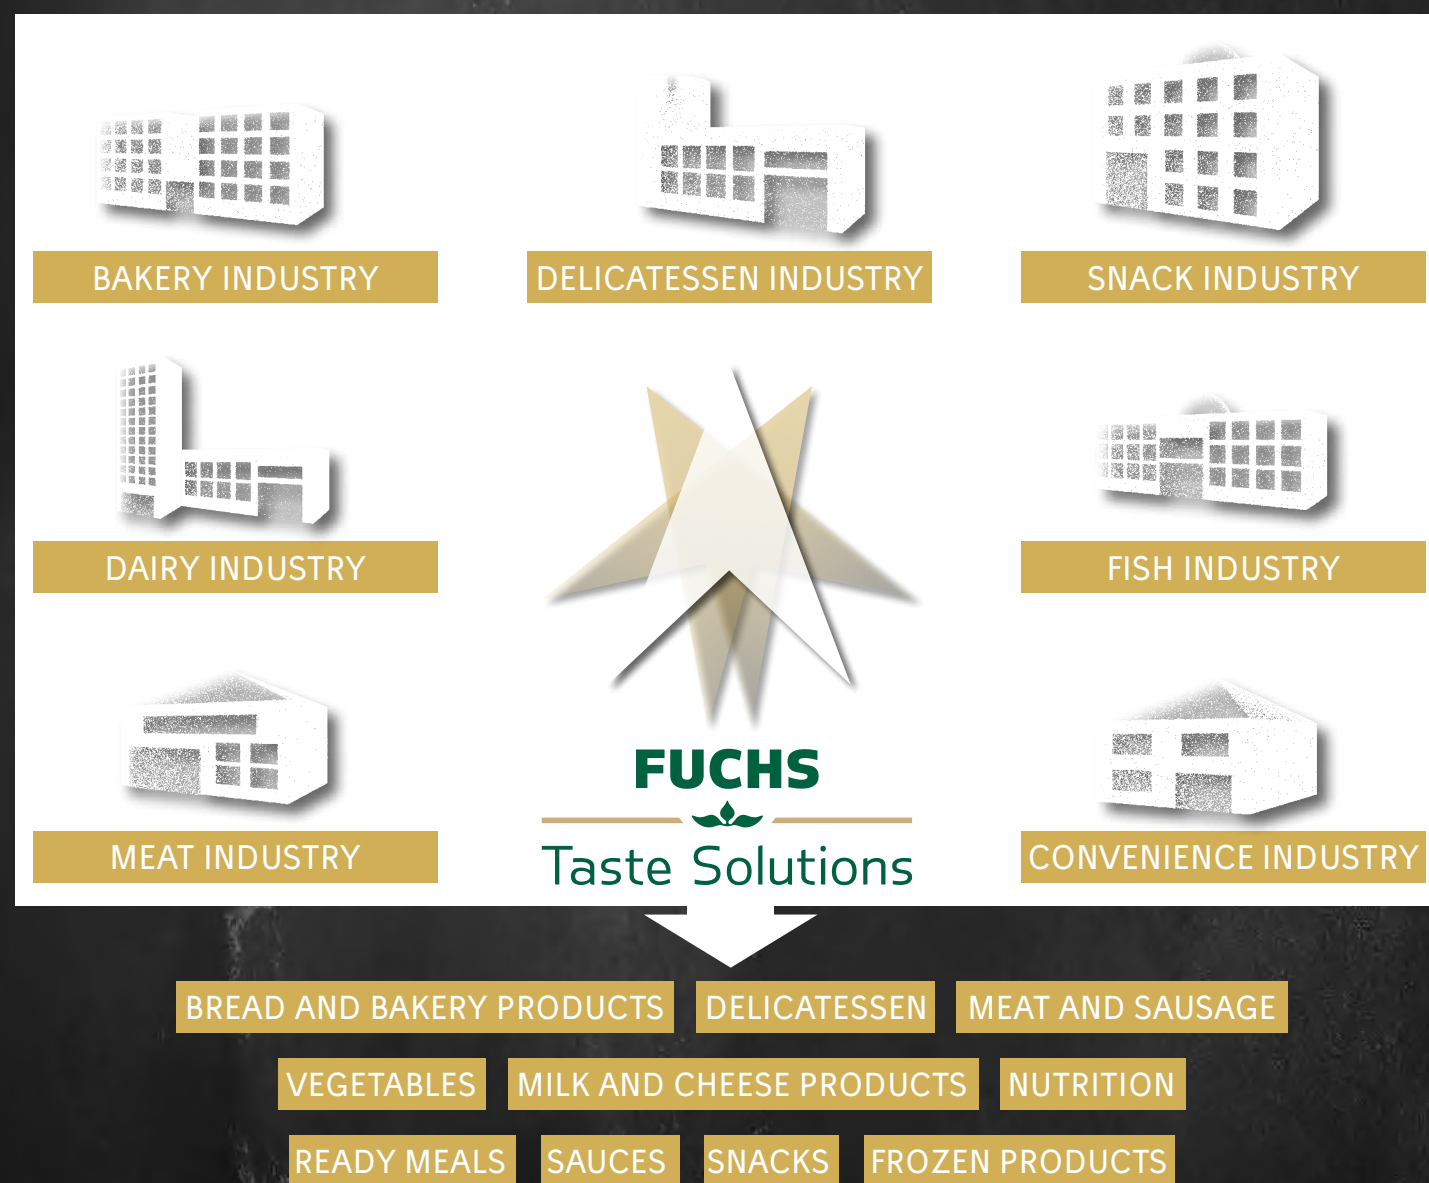 BAKERY INDUSTRY
DELICATESSEN INDUSTRY
SNACK INDUSTRY
DAIRY INDUSTRY
FISH INDUSTRY
MEAT INDUSTRY
FUCHS
Taste Solutions
CONVENIENCE INDUSTRY
BREAD AND BAKERY PRODUCTS
DELICATESSEN
MEAT AND SAUSAGE
VEGETABLES
MILK AND CHEESE PRODUCTS
NUTRITION
READY MEALS
SAUCES
SNACKS
FROZEN PRODUCTS